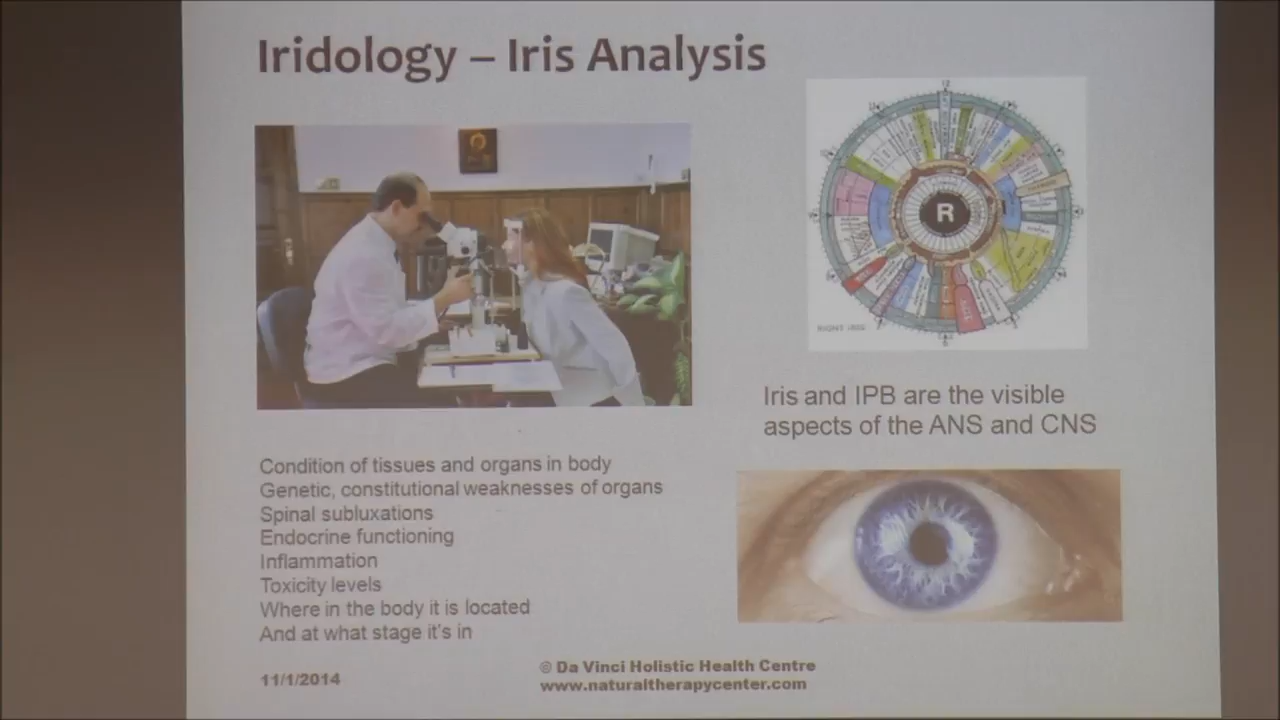 Iridology – Iris Analysis
12
R
RIGHT IRIS
Iris and IPB are the visible
aspects of the ANS and CNS
Condition of tissues and organs in body
Genetic, constitutional weaknesses of organs
Spinal subluxations
Endocrine functioning
Inflammation
Toxicity levels
Where in the body it is located
And at what stage it's in
11/1/2014
© Da Vinci Holistic Health Centre
www.naturaltherapycenter.com